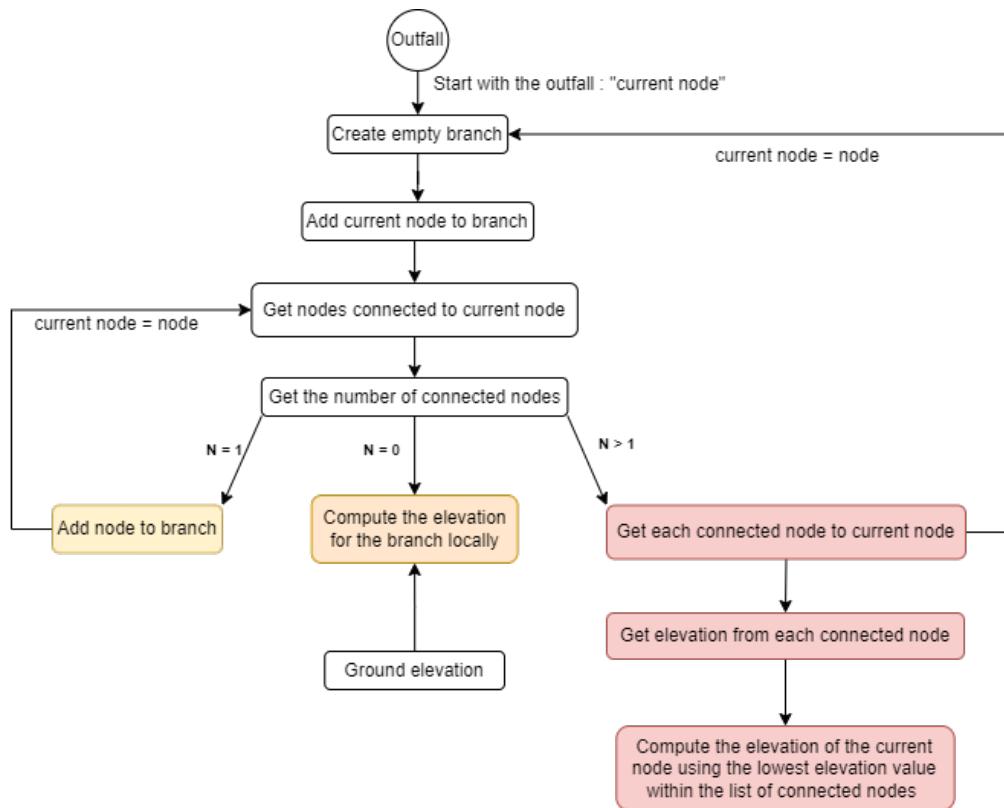 Outfall
Start with the outfall : "current node"
Create empty branch
current node = node
Add current node to branch
Get nodes connected to current node
current node = node
Get the number of connected nodes
N = 1
N = 0
N > 1
Add node to branch
Compute the elevation
for the branch locally
Get each connected node to current node
Get elevation from each connected node
Ground elevation
Compute the elevation of the current
node using the lowest elevation value
within the list of connected nodes